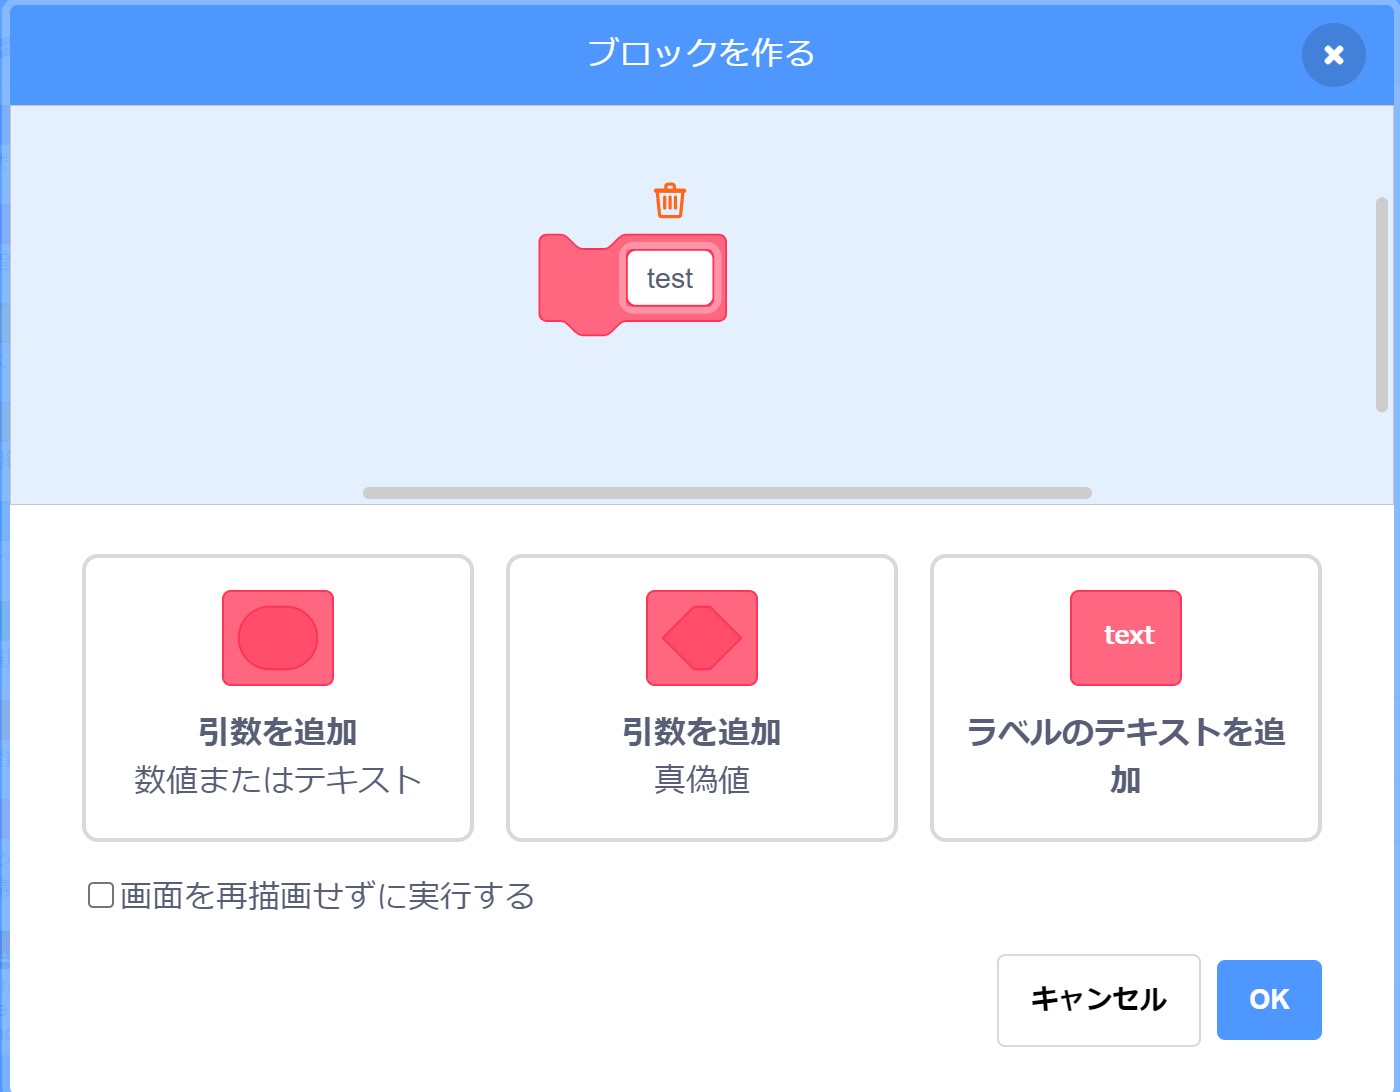 ブロックを作る
test
text
引数を追加
数値またはテキスト
引数を追加
真偽値
ラベルのテキストを追
加
画面を再描画せずに実行する
キャンセル
OK